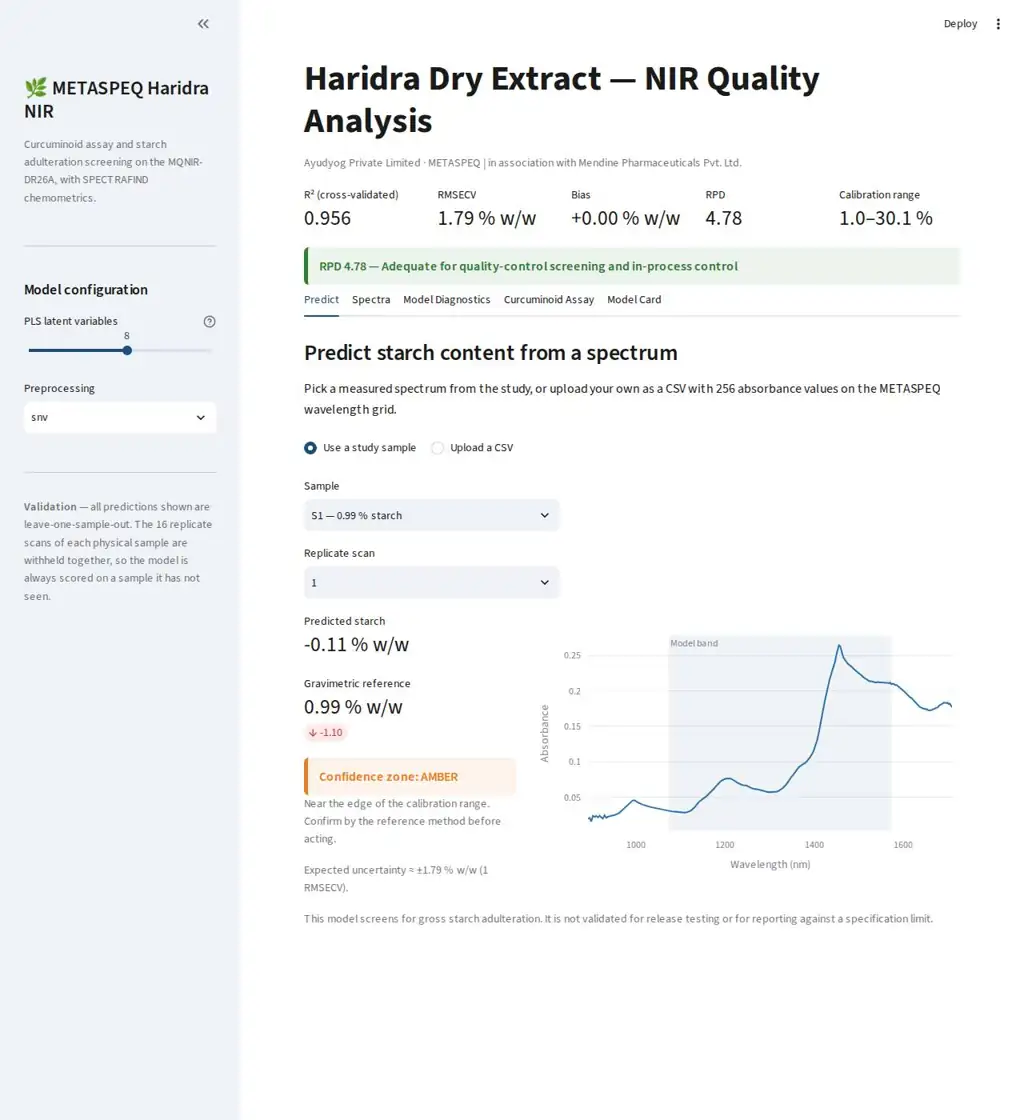 Deploy
🌿 METASPEQ Haridra
NIR
Curcuminoid assay and starch
adulteration screening on the MQNIR-
DR26A, with SPECTRAFIND
chemometrics.
Model configuration
PLS latent variables
8
Preprocessing
snv
Validation — all predictions shown are
leave-one-sample-out. The 16 replicate
scans of each physical sample are
withheld together, so the model is
always scored on a sample it has not
seen.
Haridra Dry Extract — NIR Quality
Analysis
Ayudyog Private Limited · METASPEQ | in association with Mendine Pharmaceuticals Pvt. Ltd.
R² (cross-validated) RMSECV Bias RPD Calibration range
0.956 1.79 % w/w +0.00 % w/w 4.78 1.0–30.1 %
RPD 4.78 — Adequate for quality-control screening and in-process control
Predict Spectra Model Diagnostics Curcuminoid Assay Model Card
Predict starch content from a spectrum
Pick a measured spectrum from the study, or upload your own as a CSV with 256 absorbance values on the METASPEQ
wavelength grid.
Use a study sample Upload a CSV
Sample
S1 — 0.99 % starch
Replicate scan
1
Predicted starch
-0.11 % w/w
Gravimetric reference
0.99 % w/w
↓ -1.10
Confidence zone: AMBER
Near the edge of the calibration range.
Confirm by the reference method before
acting.
Expected uncertainty ≈ ±1.79 % w/w (1
RMSECV).
Model band
0.25
0.2
0.15
0.1
0.05
Absorbance
1000 1200 1400 1600
Wavelength (nm)
This model screens for gross starch adulteration. It is not validated for release testing or for reporting against a specification limit.